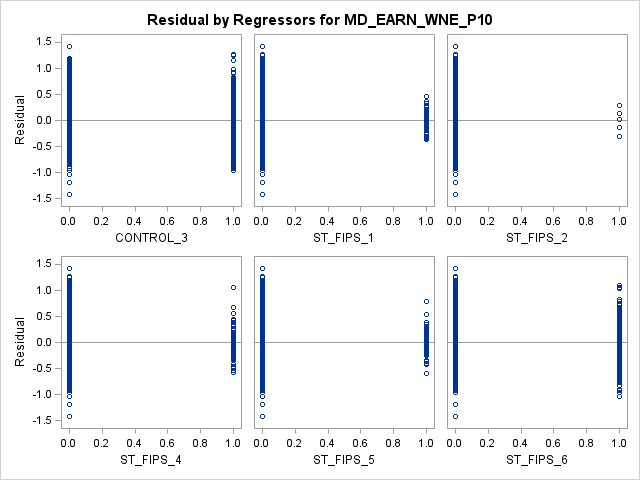 Residual by Regressors for MD_EARN_WNE_P10
1.5
1.0
0.5
0.0
-0.5
-1.0
-1.5
Residual
0.0 0.2 0.4 0.6 0.8 1.0
CONTROL_3
0.0 0.2 0.4 0.6 0.8 1.0
ST_FIPS_1
0.0 0.2 0.4 0.6 0.8 1.0
ST_FIPS_2
1.5
1.0
0.5
0.0
-0.5
-1.0
-1.5
Residual
0.0 0.2 0.4 0.6 0.8 1.0
ST_FIPS_4
0.0 0.2 0.4 0.6 0.8 1.0
ST_FIPS_5
0.0 0.2 0.4 0.6 0.8 1.0
ST_FIPS_6